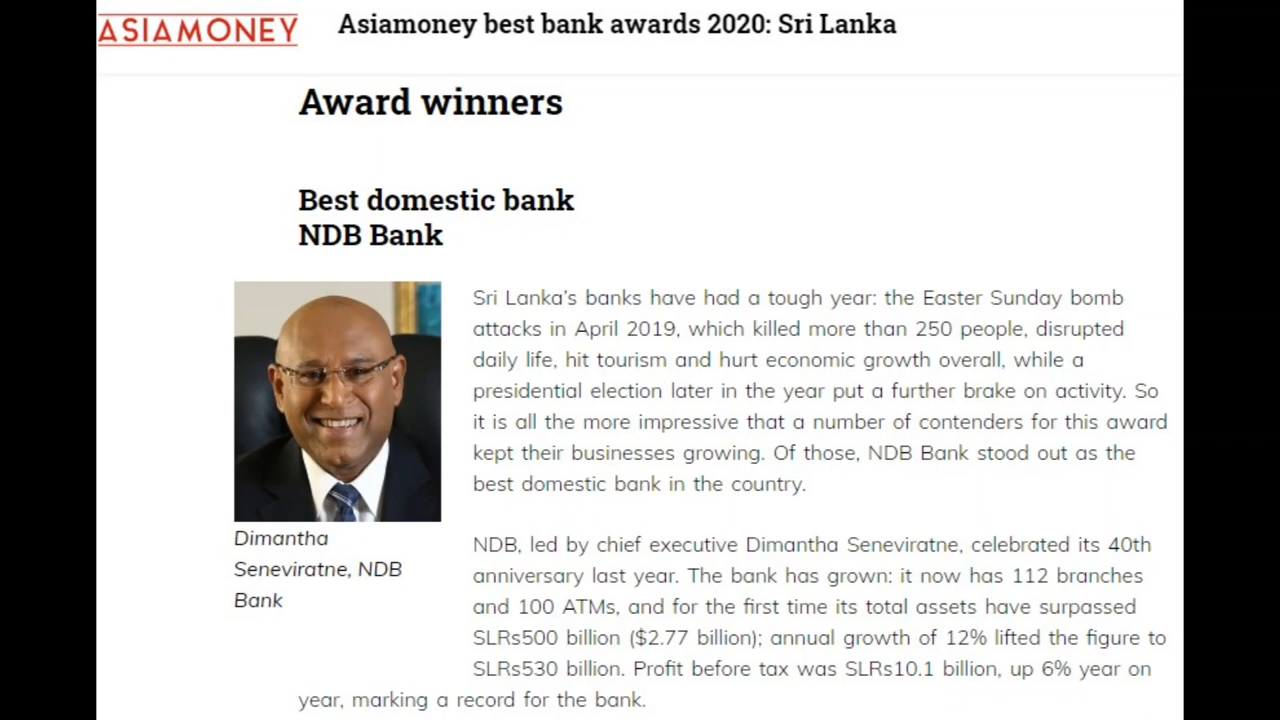 ASIAMONEY
Asiamoney best bank awards 2020: Sri Lanka
Award winners
Best domestic bank
NDB Bank
Dimantha
Seneviratne, NDB
Bank
Sri Lanka's banks have had a tough year: the Easter Sunday bomb
attacks in April 2019, which killed more than 250 people, disrupted
daily life, hit tourism and hurt economic growth overall, while a
presidential election later in the year put a further brake on activity. So
it is all the more impressive that a number of contenders for this award
kept their businesses growing. Of those, NDB Bank stood out as the
best domestic bank in the country.
NDB, led by chief executive Dimantha Seneviratne, celebrated its 40th
anniversary last year. The bank has grown: it now has 112 branches
and 100 ATMs, and for the first time its total assets have surpassed
SLRs500 billion ($2.77 billion); annual growth of 12% lifted the figure to
SLRs530 billion. Profit before tax was SLRs10.1 billion, up 6% year on
year, marking a record for the bank.